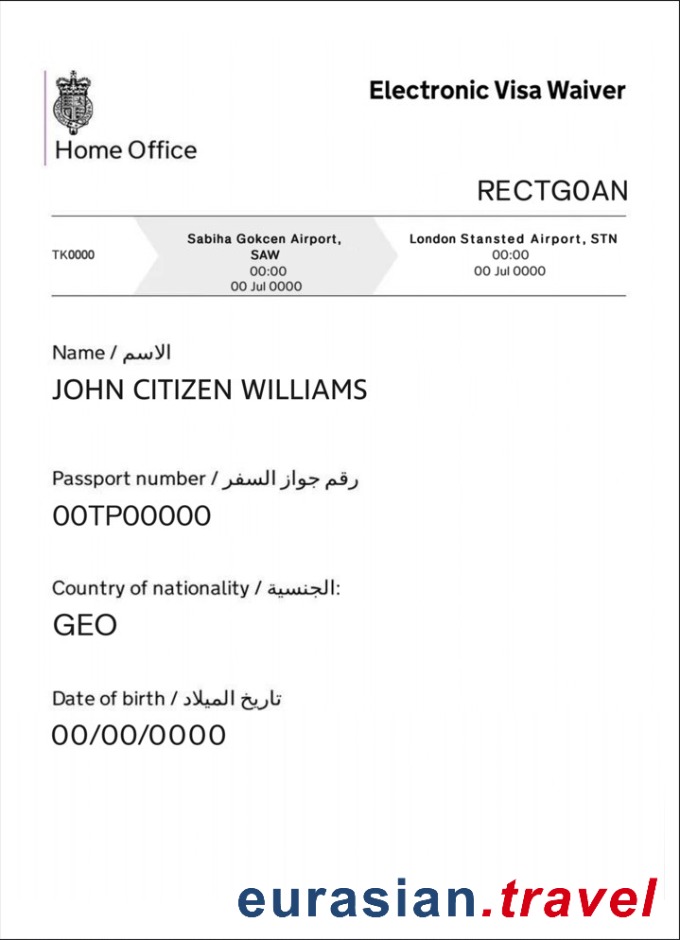 Electronic Visa Waiver
Home Office
RECTG0AN
TK0000
Sabiha Gokcen Airport,
SAW
00:00
00 Jul 0000
London Stansted Airport, STN
00:00
00 Jul 0000
Name / الاسم
JOHN CITIZEN WILLIAMS
Passport number / رقم جواز السفر
00TP00000
Country of nationality / الجنسية:
GEO
Date of birth / تاريخ الميلاد
00/00/0000
eurasian.travel